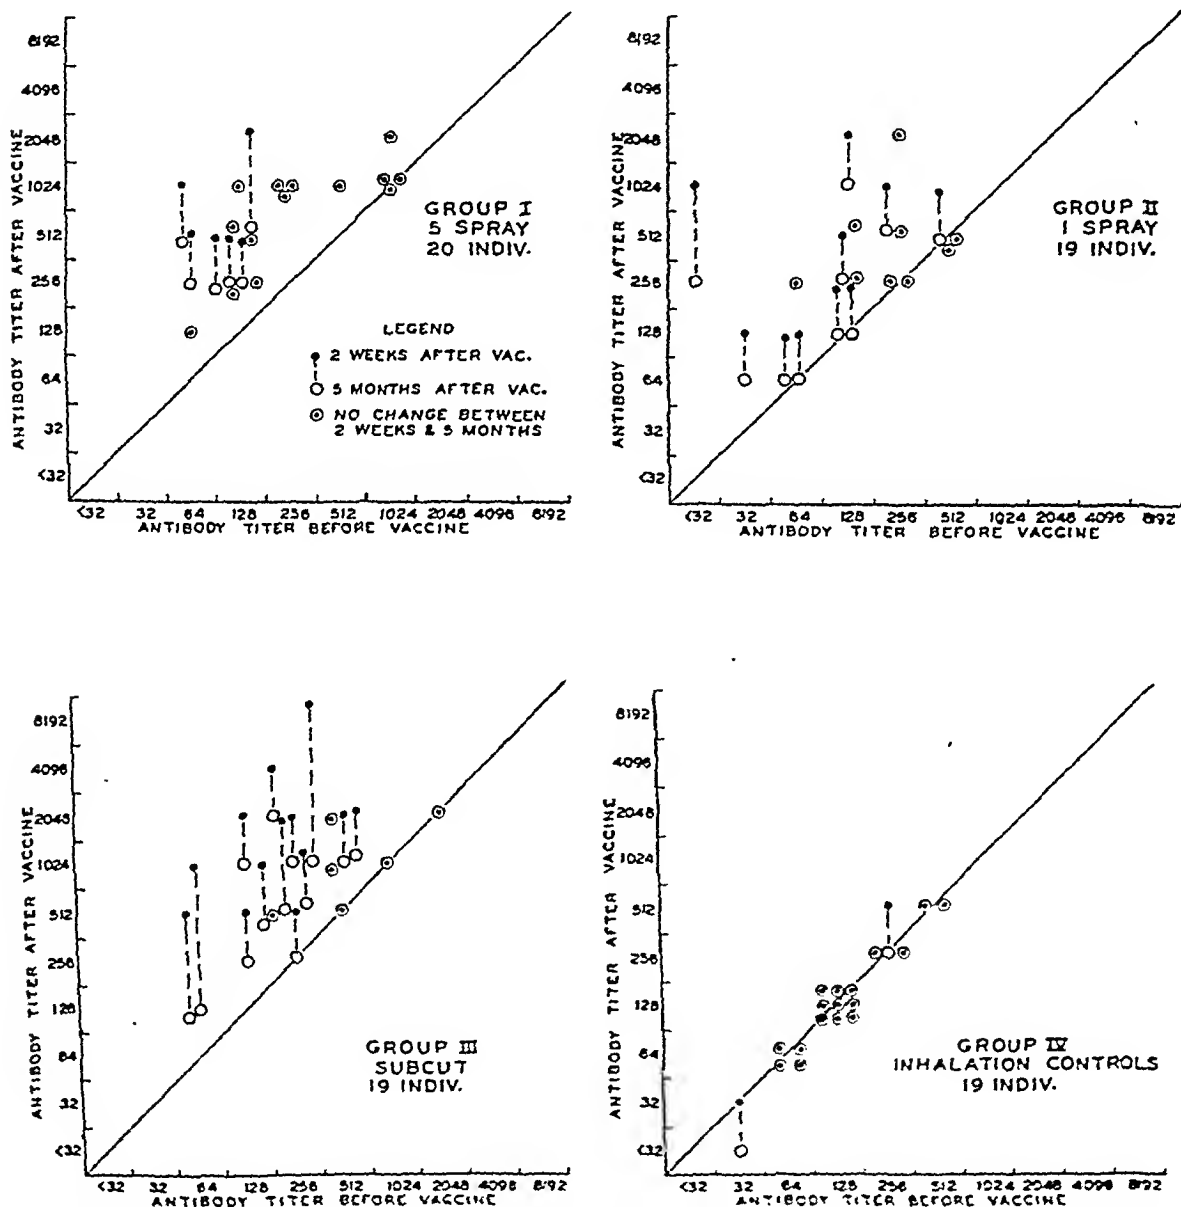 8192
4096
2048
1024
512
256
128
64
32
<32
ANTIBODY TITER AFTER VACCINE
GROUP I
5 SPRAY
20 INDIV.
LEGEND
2 WEEKS AFTER VAC.
5 MONTHS AFTER VAC.
NO CHANGE BETWEEN
2 WEEKS & 5 MONTHS
<32 32 64 128 256 512 1024 2048 4096 8192
ANTIBODY TITER BEFORE VACCINE
8192
4096
2048
1024
512
256
128
64
32
<32
ANTIBODY TITER AFTER VACCINE
GROUP II
1 SPRAY
19 INDIV.
<32 32 64 128 256 512 1024 2048 4096 8192
ANTIBODY TITER BEFORE VACCINE
8192
4096
2048
1024
512
256
128
64
32
<32
ANTIBODY TITER AFTER VACCINE
GROUP III
SUBCUT
19 INDIV.
<32 32 64 128 256 512 1024 2048 4096 8192
ANTIBODY TITER BEFORE VACCINE
8192
4096
2048
1024
512
256
128
64
32
<32
ANTIBODY TITER AFTER VACCINE
GROUP IV
INHALATION CONTROLS
19 INDIV.
<32 32 64 128 256 512 1024 2048 4096 8192
ANTIBODY TITER BEFORE VACCINE